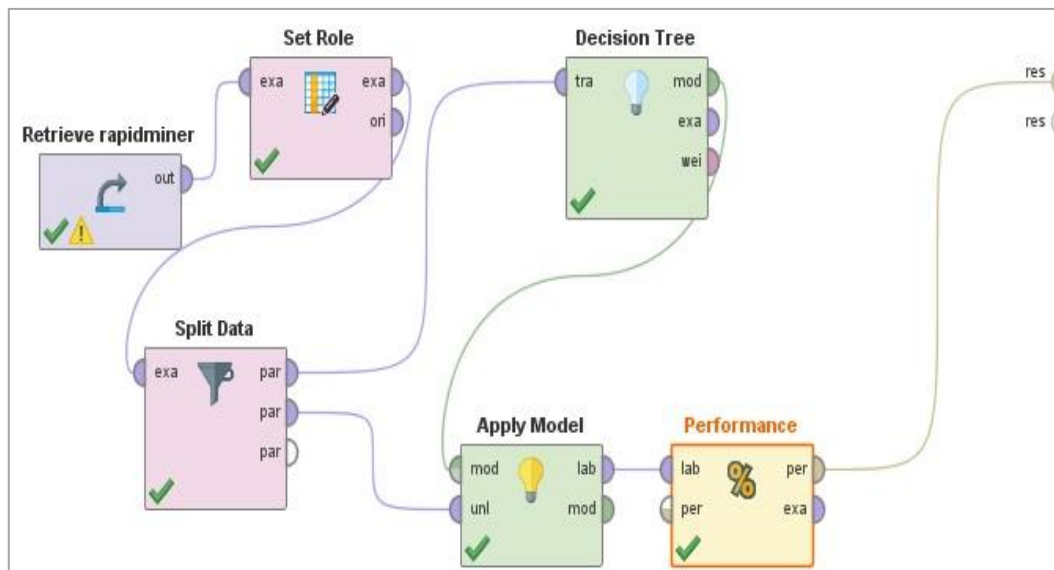 Set Role
exa
exa
ori
Decision Tree
tra
mod
exa
wei
res
res
Retrieve rapidminer
out
Split Data
exa
par
par
par
Apply Model
mod
lab
unl
mod
Performance
%
lab
per
per
exa